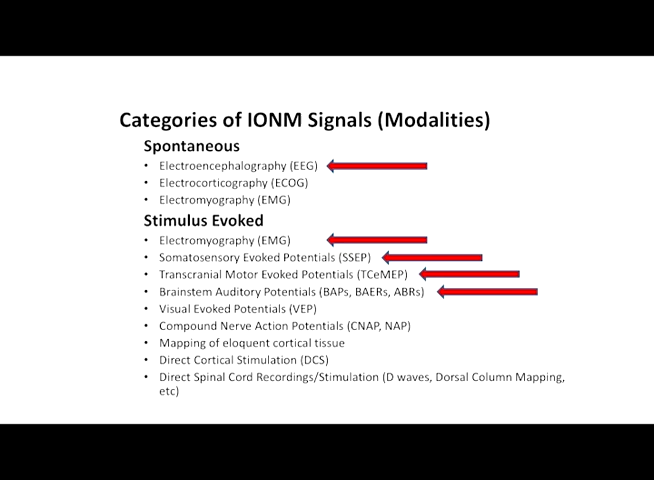 Categories of IONM Signals (Modalities)
Spontaneous
• Electroencephalography (EEG)
• Electrocorticography (ECOG)
• Electromyography (EMG)
Stimulus Evoked
• Electromyography (EMG)
• Somatosensory Evoked Potentials (SSEP)
• Transcranial Motor Evoked Potentials (TCeMEP)
• Brainstem Auditory Potentials (BAPs, BAERs, ABRs)
• Visual Evoked Potentials (VEP)
• Compound Nerve Action Potentials (CNAP, NAP)
• Mapping of eloquent cortical tissue
• Direct Cortical Stimulation (DCS)
• Direct Spinal Cord Recordings/Stimulation (D waves, Dorsal Column Mapping,
etc)